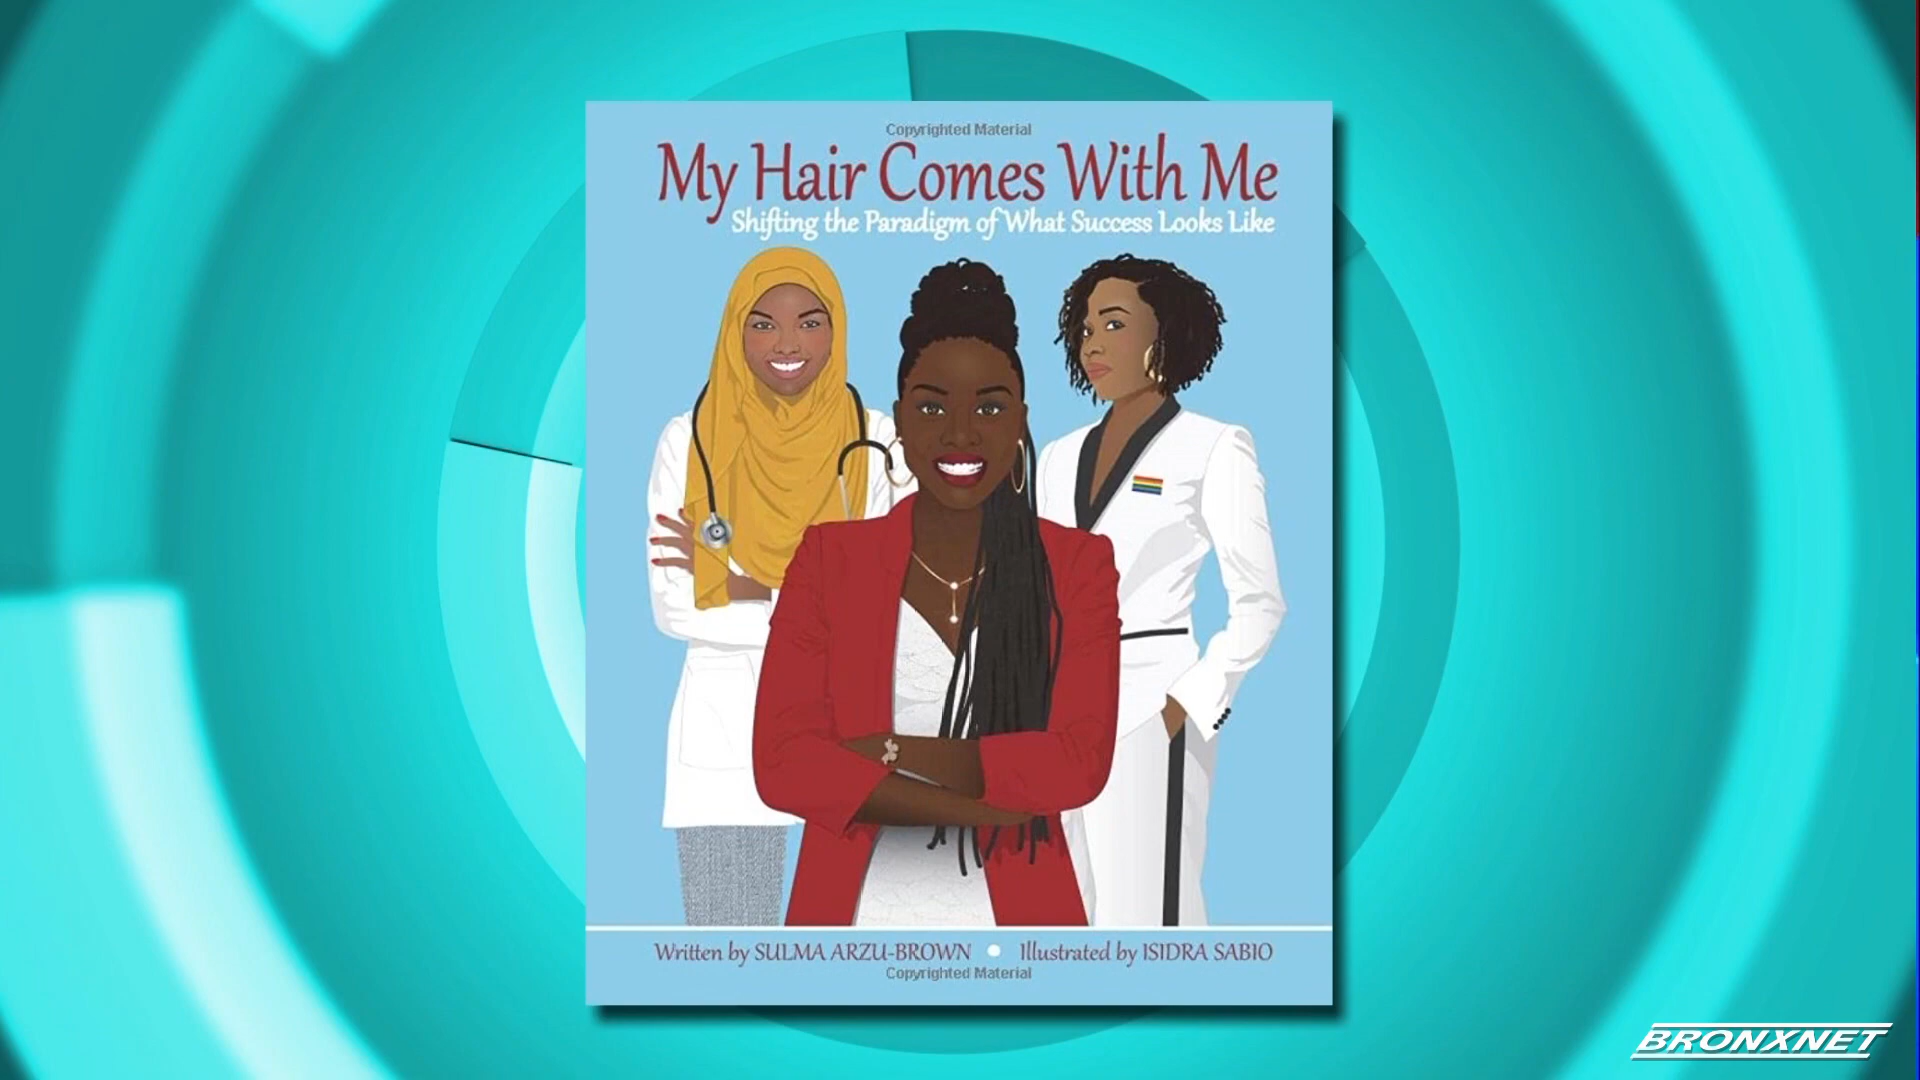 Copyrighted Material
My Hair Comes With Me
Shifting the Paradigm of What Success Looks Like
Written by SULMA ARZU-BROWN • Illustrated by ISIDRA SABIO
Copyrighted Material
BRONXNET